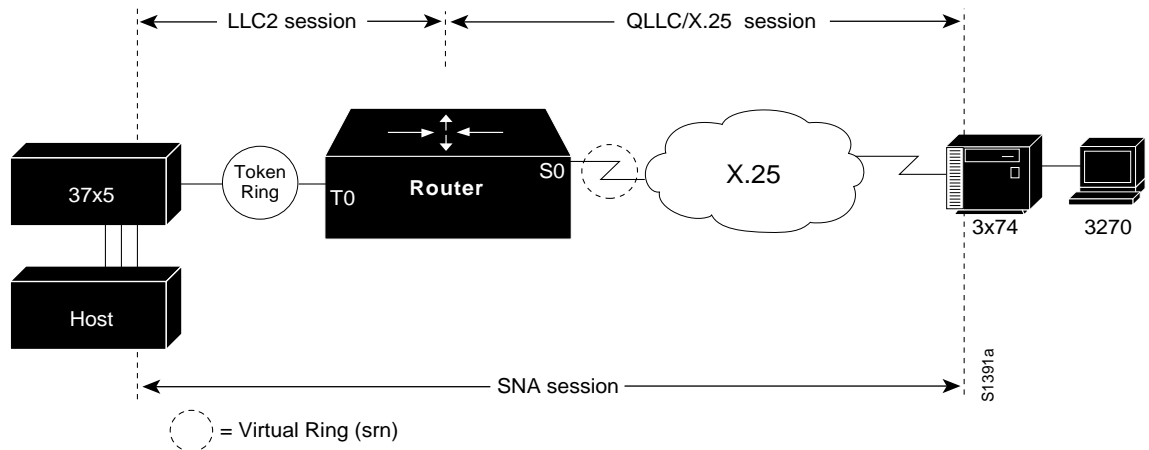 LLC2 session
QLLC/X.25 session
37x5
Token
Ring
T0
Router
S0
X.25
3x74
3270
Host
SNA session
S1391a
= Virtual Ring (srn)